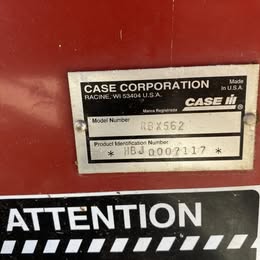 CASE CORPORATION
RACINE, WI 53404 U.S.A.
Made
in U.S.A.
Marca Registrada
CASE IH
Model Number
RBX562
Product Identification Number
* HBJ0007117 *
ATTENTION